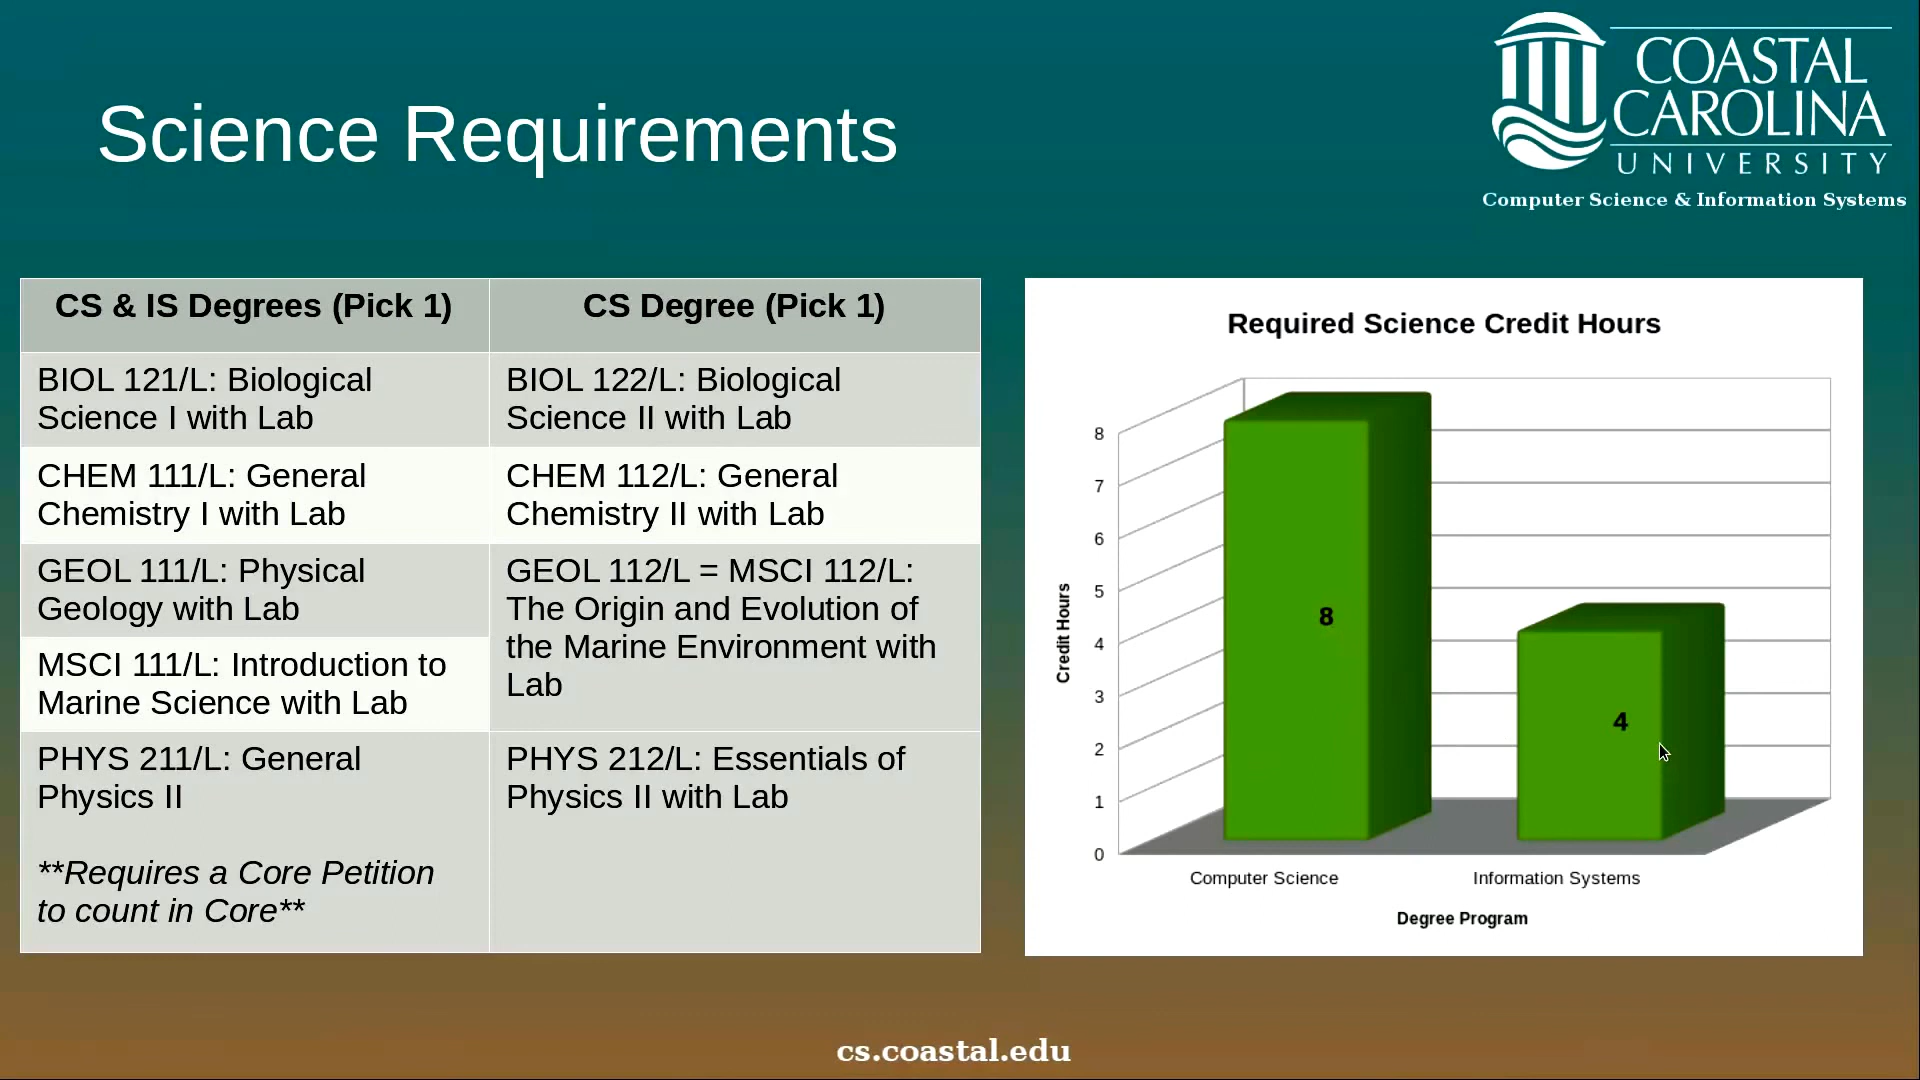 Science Requirements
COASTAL
CAROLINA
UNIVERSITY
Computer Science & Information Systems
CS & IS Degrees (Pick 1)
CS Degree (Pick 1)
BIOL 121/L: Biological
Science I with Lab
BIOL 122/L: Biological
Science II with Lab
CHEM 111/L: General
Chemistry I with Lab
CHEM 112/L: General
Chemistry II with Lab
GEOL 111/L: Physical
Geology with Lab
GEOL 112/L = MSCI 112/L:
The Origin and Evolution of
the Marine Environment with
Lab
MSCI 111/L: Introduction to
Marine Science with Lab
PHYS 211/L: General
Physics II
**Requires a Core Petition
to count in Core**
PHYS 212/L: Essentials of
Physics II with Lab
Required Science Credit Hours
Credit Hours
8
7
6
5
4
3
2
1
0
8
4
Computer Science
Information Systems
Degree Program
cs.coastal.edu